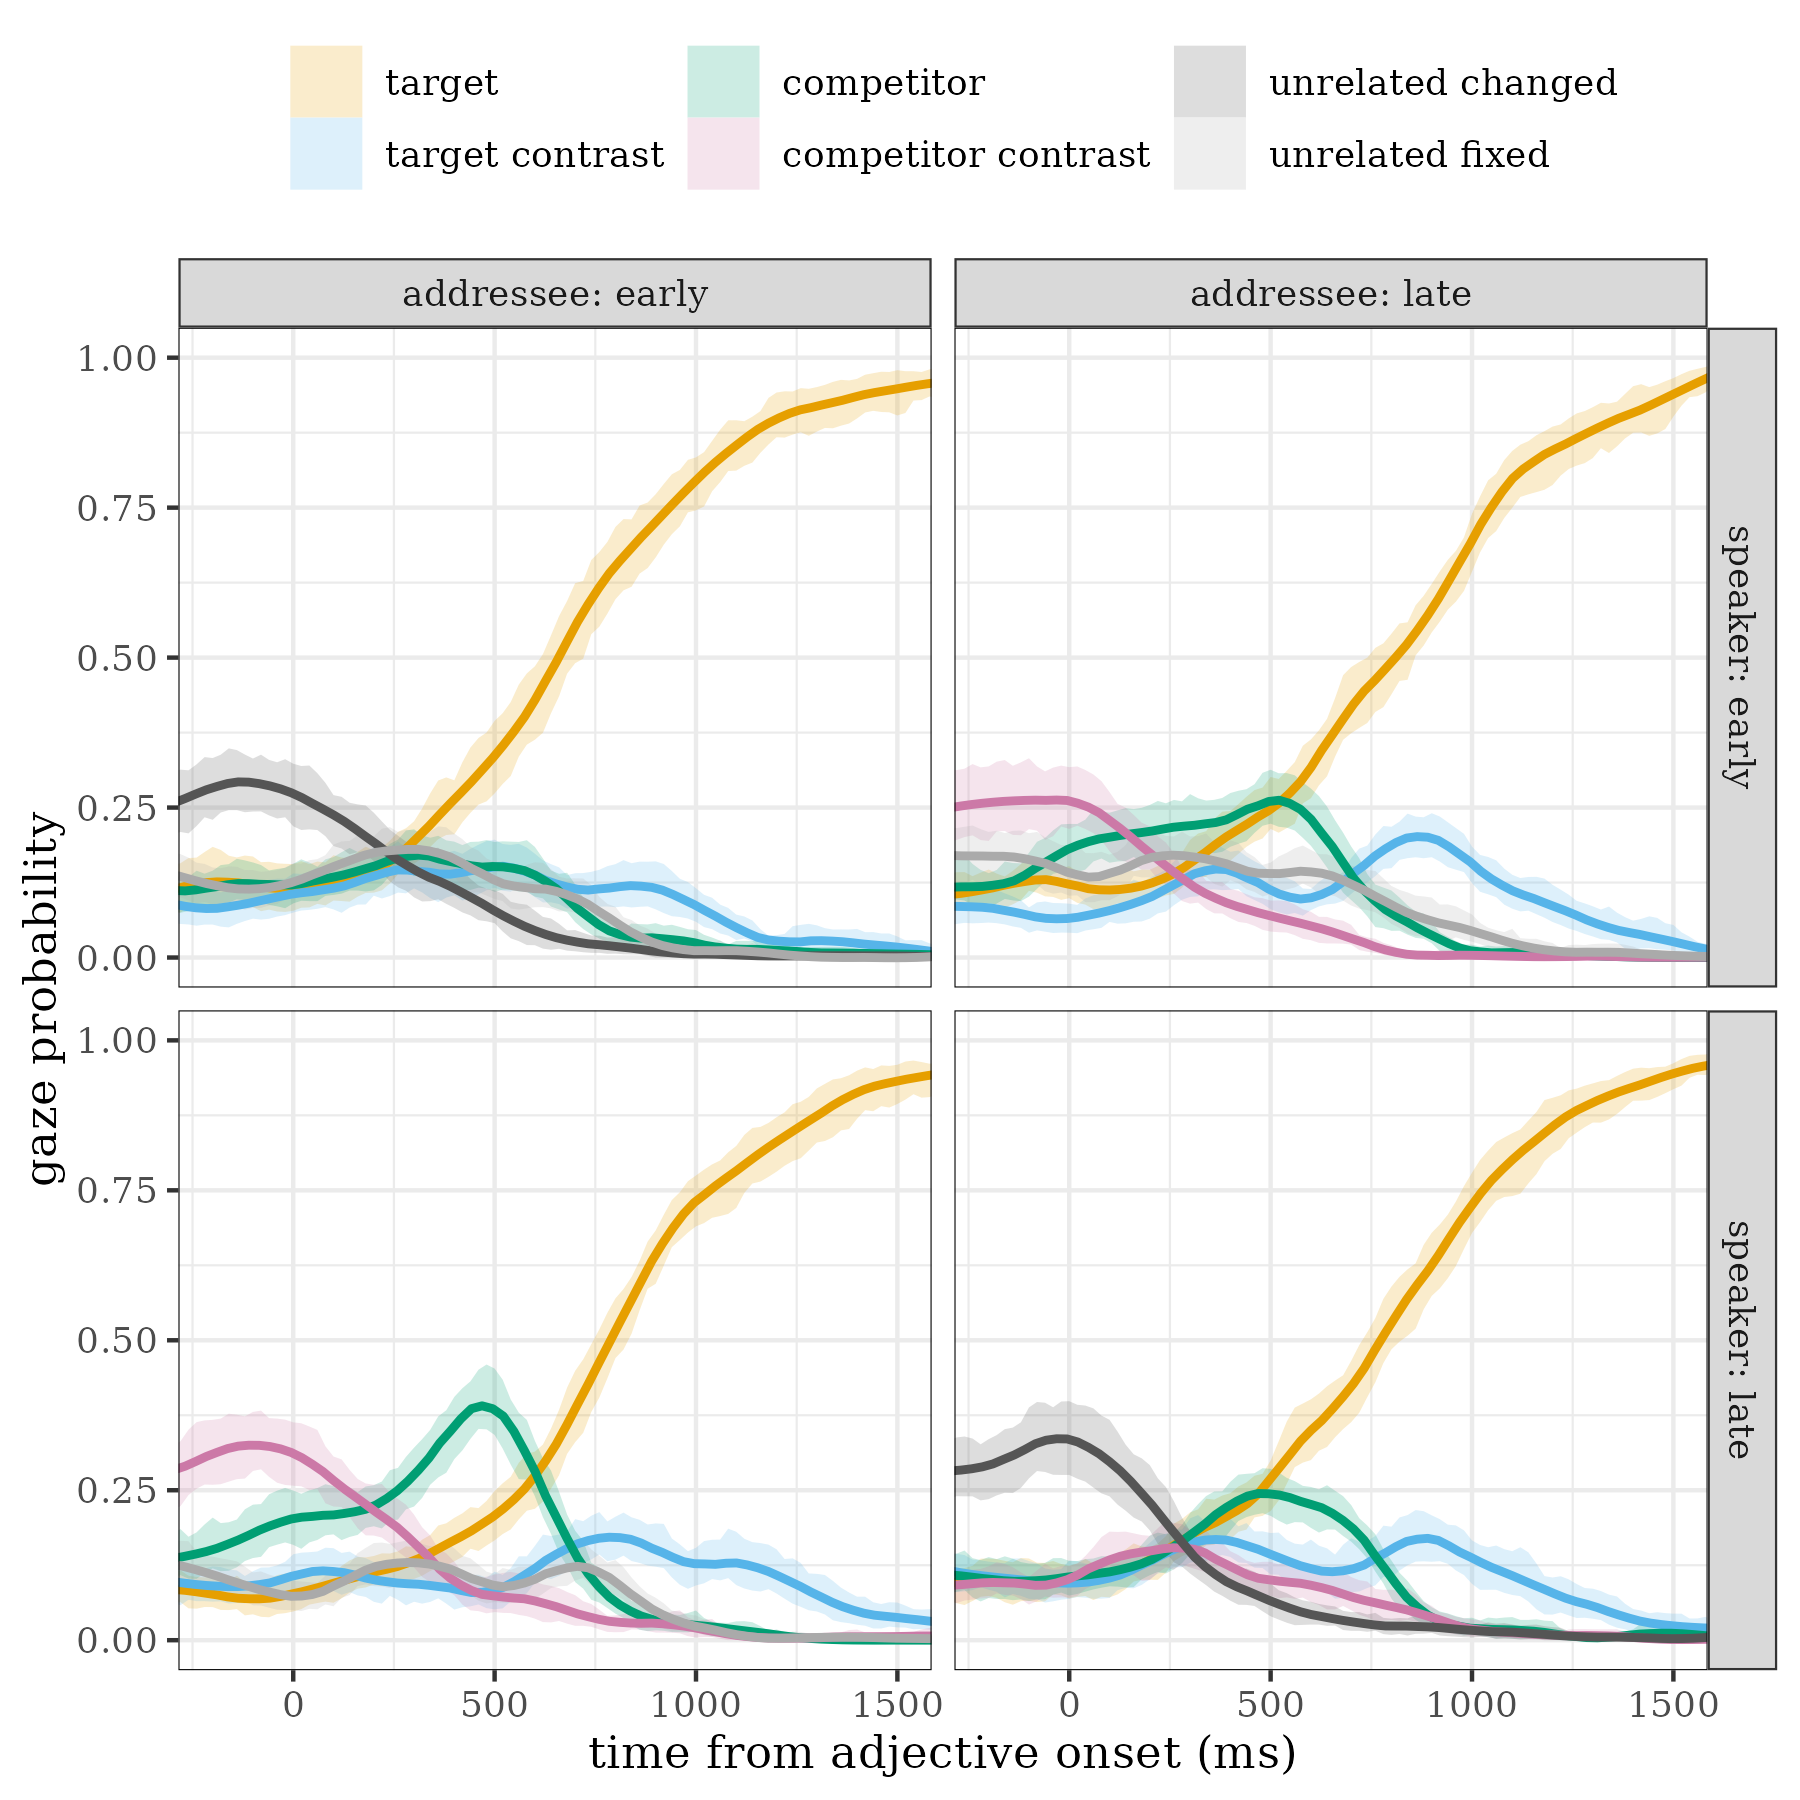 target
competitor
unrelated changed
target contrast
competitor contrast
unrelated fixed
addressee: early
addressee: late
1.00
0.75
0.50
0.25
0.00
speaker: early
gaze probability
1.00
0.75
0.50
0.25
0.00
speaker: late
0 500 1000 1500
0 500 1000 1500
time from adjective onset (ms)